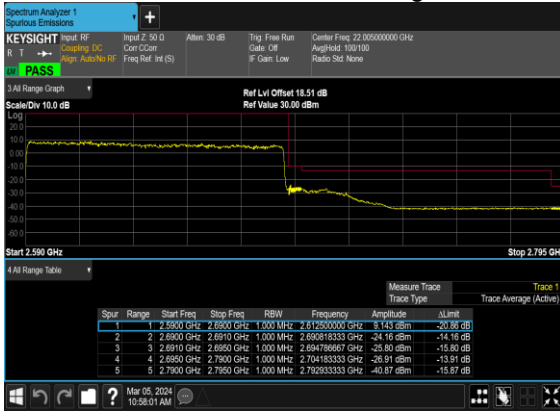 Spectrum Analyzer 1
Spurious Emissions
+
KEYSIGHT Input: RF Input Z: 50 Ω Atten: 30 dB Trig: Free Run Center Freq: 22.005000000 GHz
R T Coupling: DC Corr CCorr Gate: Off Avg|Hold: 100/100
Align: Auto/No RF Freq Ref: Int (S) IF Gain: Low Radio Std: None
PASS
3 All Range Graph Ref Lvl Offset 18.51 dB
Scale/Div 10.0 dB Ref Value 30.00 dBm
Log
20.0
10.0
0.00
-10.0
-20.0
-30.0
-40.0
-50.0
-60.0
Start 2.590 GHz Stop 2.795 GH
4 All Range Table
Measure Trace Trace 1
Trace Type Trace Average (Active)
Spur Range Start Freq Stop Freq RBW Frequency Amplitude ΔLimit
1 1 2.5900 GHz 2.6900 GHz 1.000 MHz 2.612500000 GHz 9.143 dBm -20.86 dB
2 2 2.6900 GHz 2.6910 GHz 1.000 MHz 2.690818333 GHz -24.16 dBm -14.16 dB
3 3 2.6910 GHz 2.6950 GHz 1.000 MHz 2.694786667 GHz -25.80 dBm -15.80 dB
4 4 2.6950 GHz 2.7900 GHz 1.000 MHz 2.704183333 GHz -26.91 dBm -13.91 dB
5 5 2.7900 GHz 2.7950 GHz 1.000 MHz 2.792933333 GHz -40.87 dBm -15.87 dB
? Mar 05, 2024
10:58:01 AM